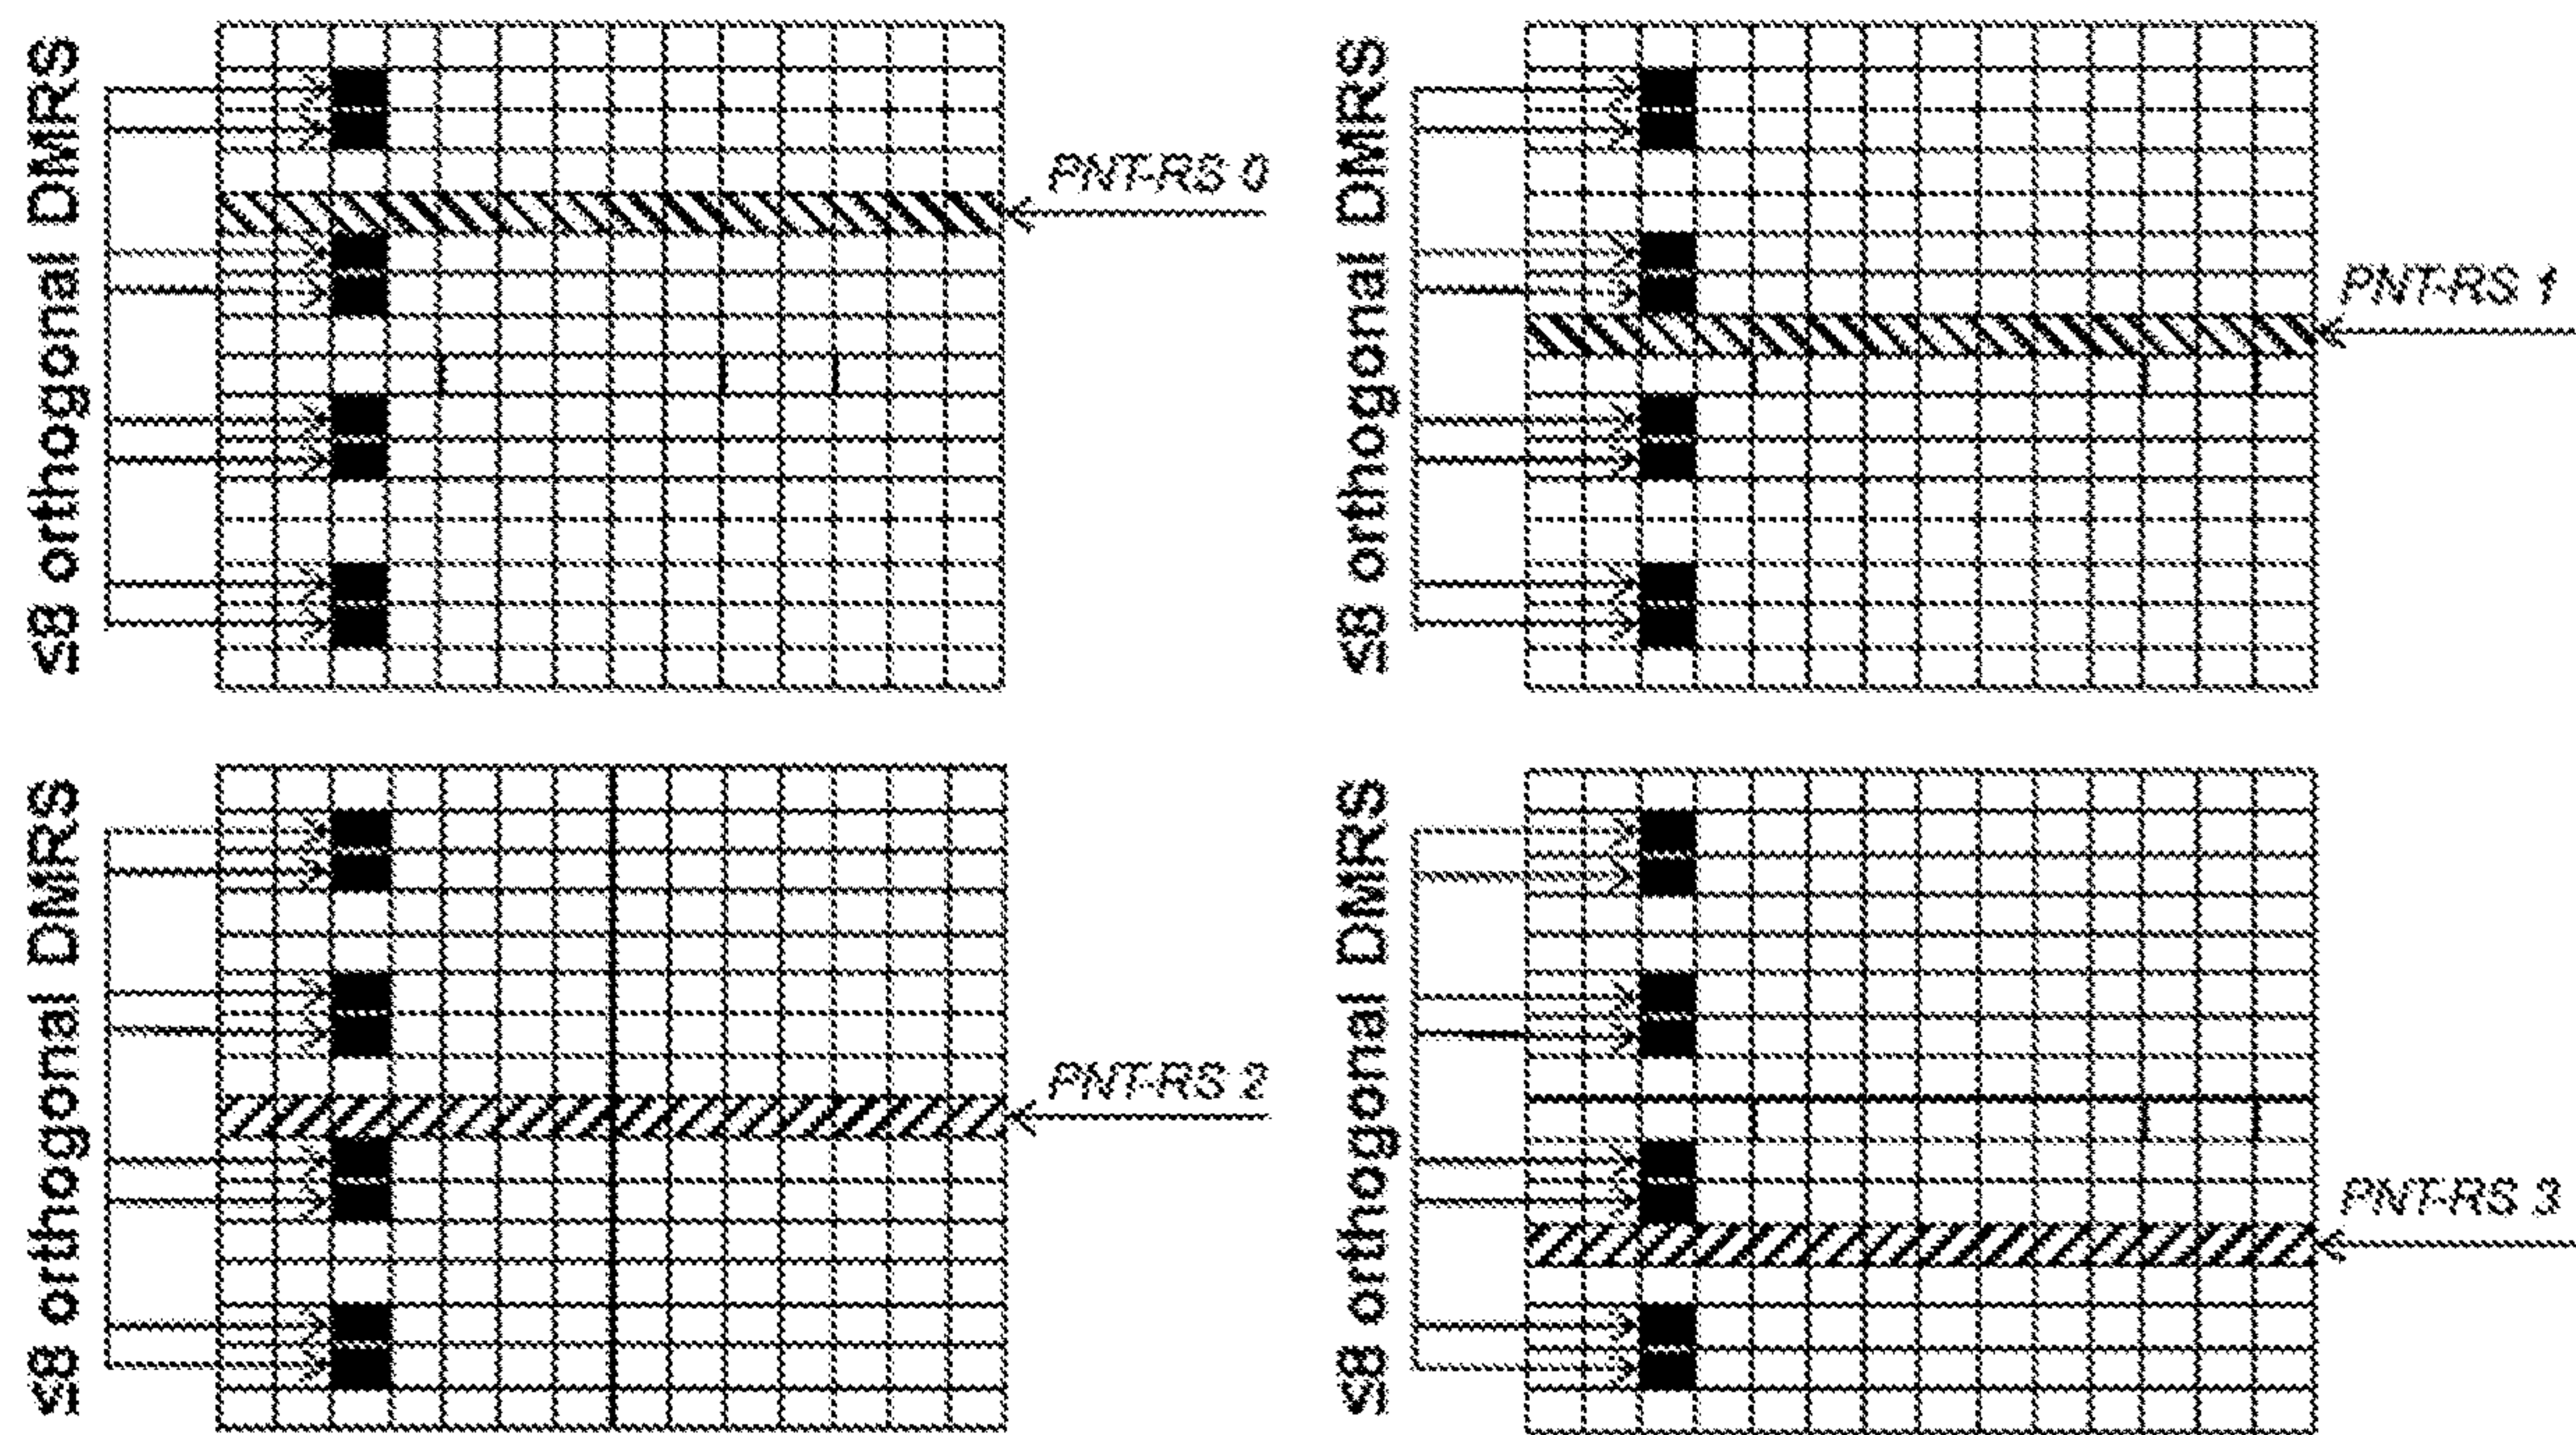 ≤8 orthogonal DMRS
PNT-RS 0
≤8 orthogonal DMRS
PNT-RS 1
≤8 orthogonal DMRS
PNT-RS 2
≤8 orthogonal DMRS
PNT-RS 3